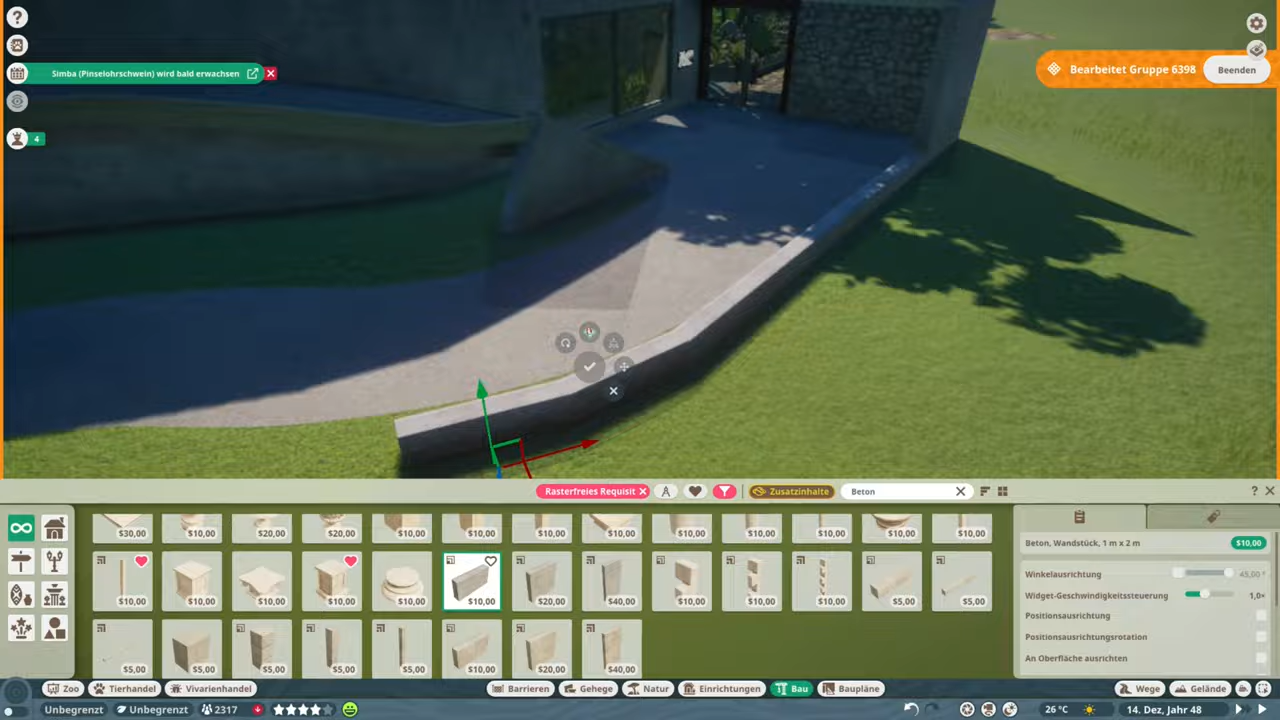 ?
Simba (Pinselohrschwein) wird bald erwachsen
4
Bearbeitet Gruppe 6398
Beenden
Rasterfreies Requisit
Zusatzinhalte
Beton
?
$30,00 $10,00 $20,00 $20,00 $10,00 $10,00 $10,00 $10,00 $10,00 $10,00 $10,00 $10,00 $10,00
$10,00 $10,00 $10,00 $10,00 $10,00 $10,00 $20,00 $40,00 $10,00 $10,00 $10,00 $5,00 $5,00
$5,00 $5,00 $5,00 $5,00 $5,00 $10,00 $20,00 $40,00
Beton, Wandstück, 1 m x 2 m $10,00
Winkelausrichtung 45,00°
Widget-Geschwindigkeitssteuerung 1,0×
Positionsausrichtung
Positionsausrichtungsrotation
An Oberfläche ausrichten
Zoo Tierhandel Vivarienhandel Barrieren Gehege Natur Einrichtungen Bau Baupläne Wege Gelände
Unbegrenzt Unbegrenzt 2317 26 °C 14. Dez, Jahr 48